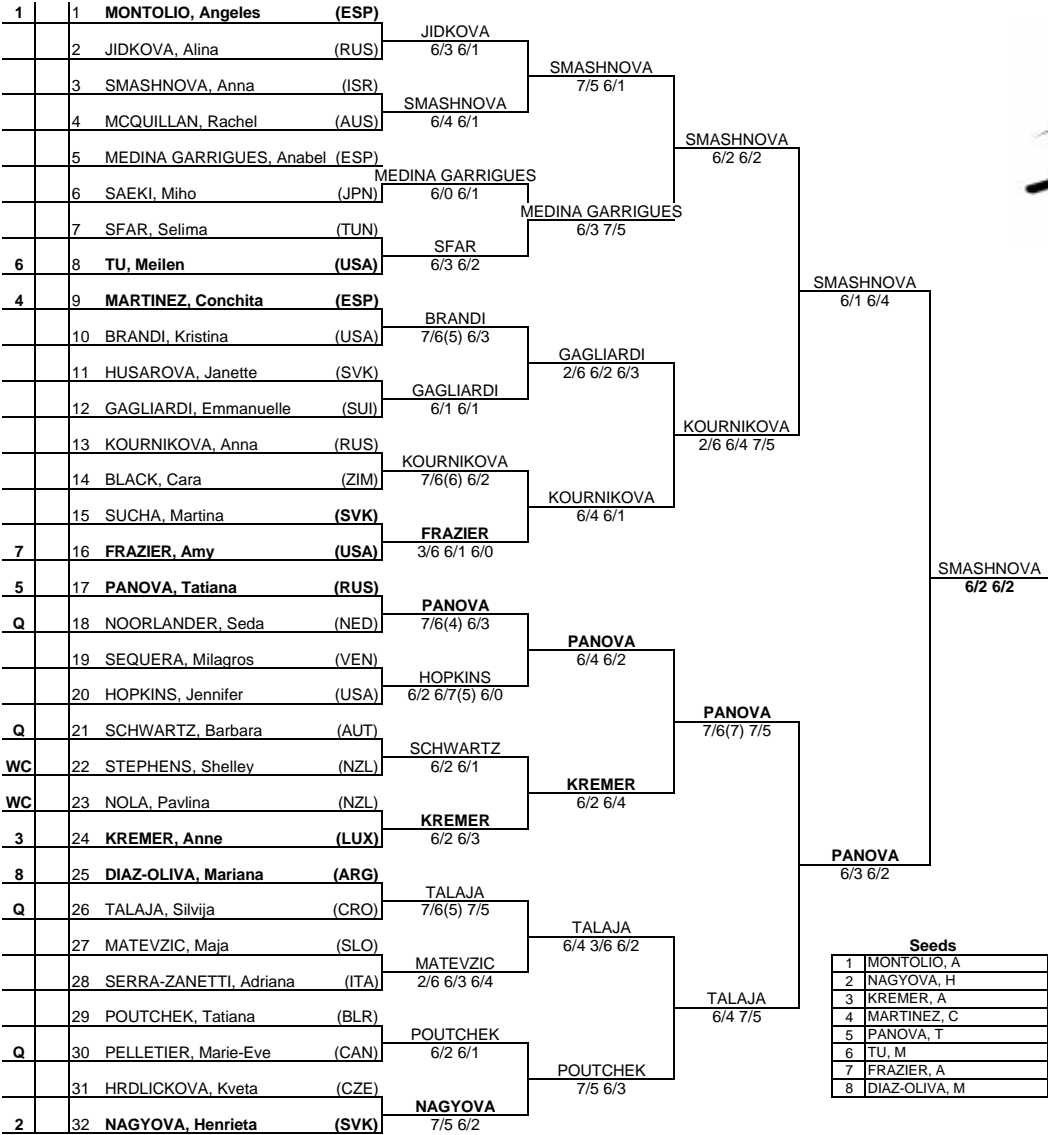 1 1 MONTOLIO, Angeles (ESP)
JIDKOVA
2 JIDKOVA, Alina (RUS) 6/3 6/1
SMASHNOVA
3 SMASHNOVA, Anna (ISR) 7/5 6/1
SMASHNOVA
4 MCQUILLAN, Rachel (AUS) 6/4 6/1
SMASHNOVA
5 MEDINA GARRIGUES, Anabel (ESP) 6/2 6/2
MEDINA GARRIGUES
6 SAEKI, Miho (JPN) 6/0 6/1
MEDINA GARRIGUES
7 SFAR, Selima (TUN) 6/3 7/5
SFAR
6 8 TU, Meilen (USA) 6/3 6/2
SMASHNOVA
4 9 MARTINEZ, Conchita (ESP) 6/1 6/4
BRANDI
10 BRANDI, Kristina (USA) 7/6(5) 6/3
GAGLIARDI
11 HUSAROVA, Janette (SVK) 2/6 6/2 6/3
GAGLIARDI
12 GAGLIARDI, Emmanuelle (SUI) 6/1 6/1
KOURNIKOVA
13 KOURNIKOVA, Anna (RUS) 2/6 6/4 7/5
KOURNIKOVA
14 BLACK, Cara (ZIM) 7/6(6) 6/2
KOURNIKOVA
15 SUCHA, Martina (SVK) 6/4 6/1
FRAZIER
7 16 FRAZIER, Amy (USA) 3/6 6/1 6/0
SMASHNOVA
5 17 PANOVA, Tatiana (RUS) 6/2 6/2
PANOVA
Q 18 NOORLANDER, Seda (NED) 7/6(4) 6/3
PANOVA
19 SEQUERA, Milagros (VEN) 6/4 6/2
HOPKINS
20 HOPKINS, Jennifer (USA) 6/2 6/7(5) 6/0
PANOVA
Q 21 SCHWARTZ, Barbara (AUT) 7/6(7) 7/5
SCHWARTZ
WC 22 STEPHENS, Shelley (NZL) 6/2 6/1
KREMER
WC 23 NOLA, Pavlina (NZL) 6/2 6/4
KREMER
3 24 KREMER, Anne (LUX) 6/2 6/3
PANOVA
8 25 DIAZ-OLIVA, Mariana (ARG) 6/3 6/2
TALAJA
Q 26 TALAJA, Silvija (CRO) 7/6(5) 7/5
TALAJA
27 MATEVZIC, Maja (SLO) 6/4 3/6 6/2
MATEVZIC
28 SERRA-ZANETTI, Adriana (ITA) 2/6 6/3 6/4
TALAJA
29 POUTCHEK, Tatiana (BLR) 6/4 7/5
POUTCHEK
Q 30 PELLETIER, Marie-Eve (CAN) 6/2 6/1
POUTCHEK
31 HRDLICKOVA, Kveta (CZE) 7/5 6/3
NAGYOVA
2 32 NAGYOVA, Henrieta (SVK) 7/5 6/2
Seeds
1 MONTOLIO, A
2 NAGYOVA, H
3 KREMER, A
4 MARTINEZ, C
5 PANOVA, T
6 TU, M
7 FRAZIER, A
8 DIAZ-OLIVA, M